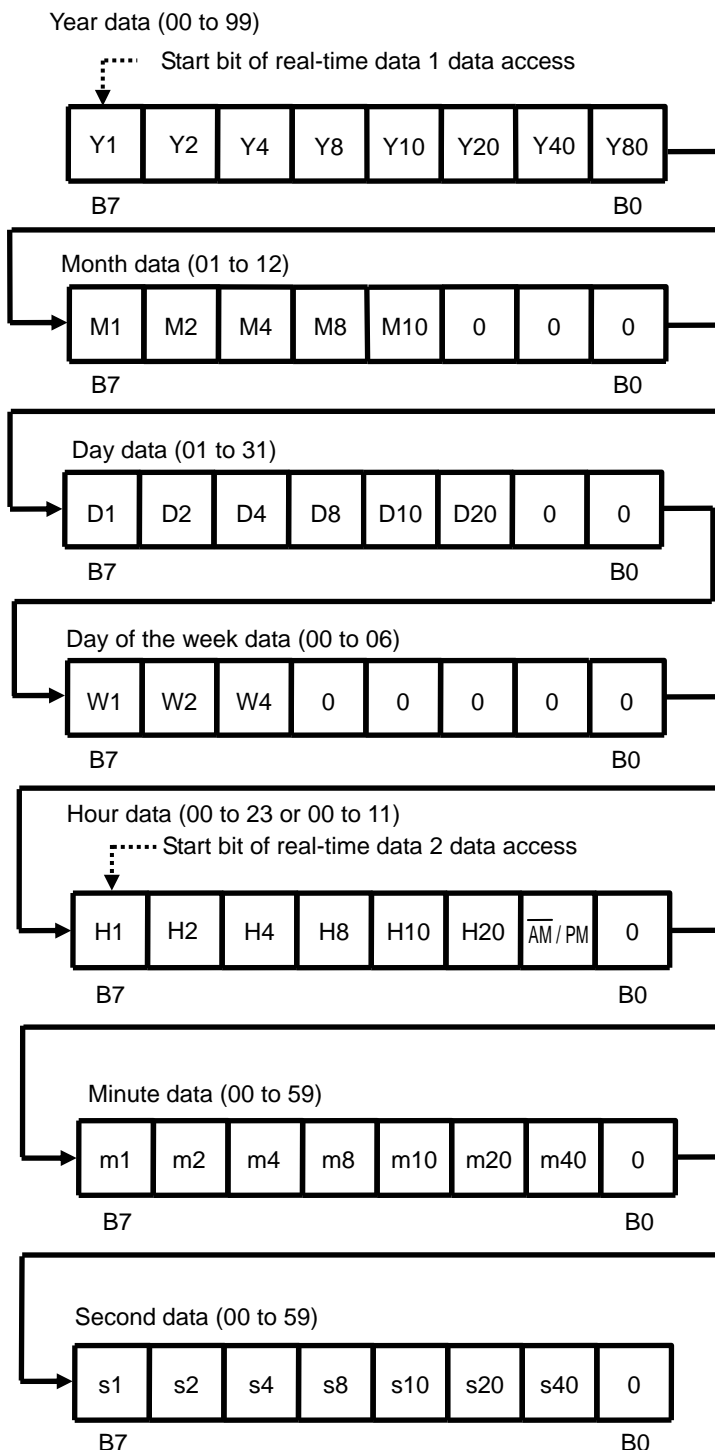 Year data (00 to 99)
Start bit of real-time data 1 data access
Y1 Y2 Y4 Y8 Y10 Y20 Y40 Y80
B7 B0
Month data (01 to 12)
M1 M2 M4 M8 M10 0 0 0
B7 B0
Day data (01 to 31)
D1 D2 D4 D8 D10 D20 0 0
B7 B0
Day of the week data (00 to 06)
W1 W2 W4 0 0 0 0 0
B7 B0
Hour data (00 to 23 or 00 to 11)
Start bit of real-time data 2 data access
H1 H2 H4 H8 H10 H20 A̅M̅ / PM 0
B7 B0
Minute data (00 to 59)
m1 m2 m4 m8 m10 m20 m40 0
B7 B0
Second data (00 to 59)
s1 s2 s4 s8 s10 s20 s40 0
B7 B0